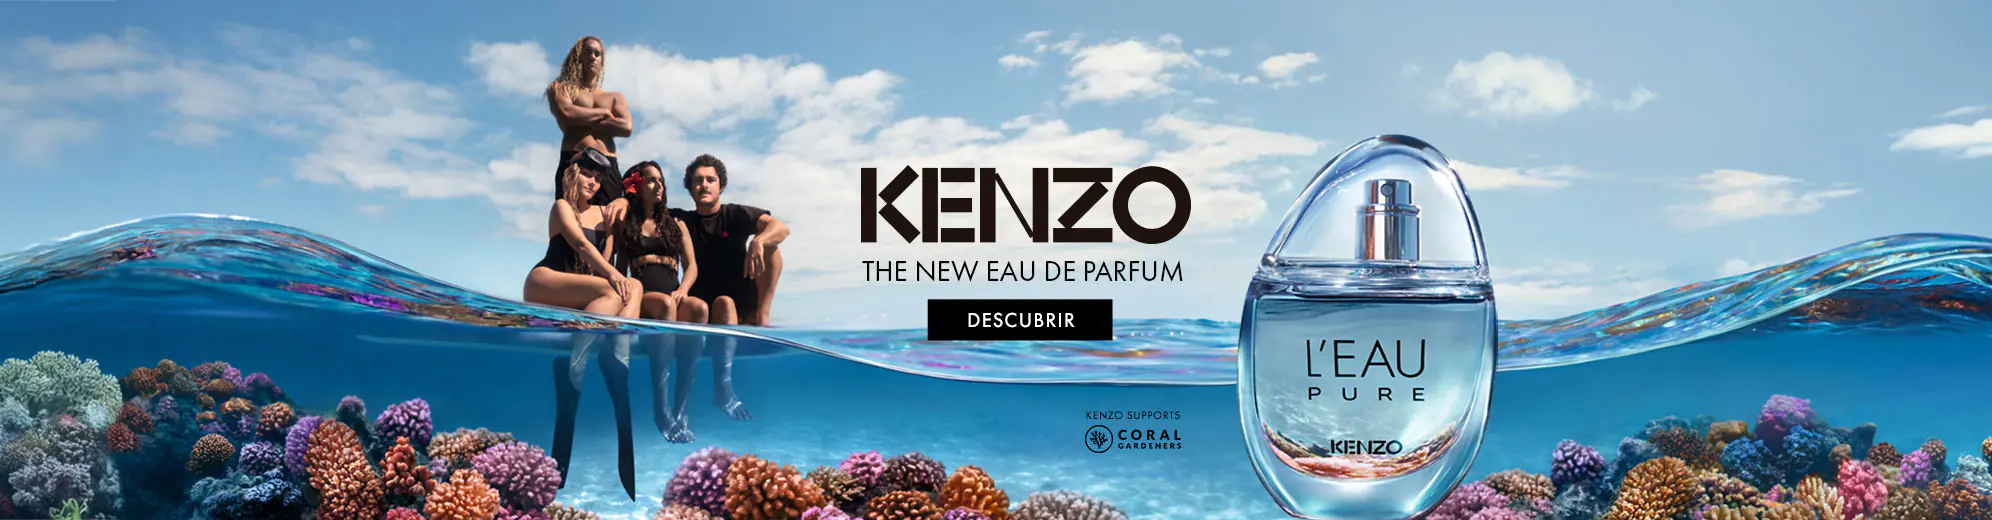 KENZO
THE NEW EAU DE PARFUM
DESCUBRIR
KENZO SUPPORTS
CORAL
GARDENERS
L'EAU
PURE
KENZO